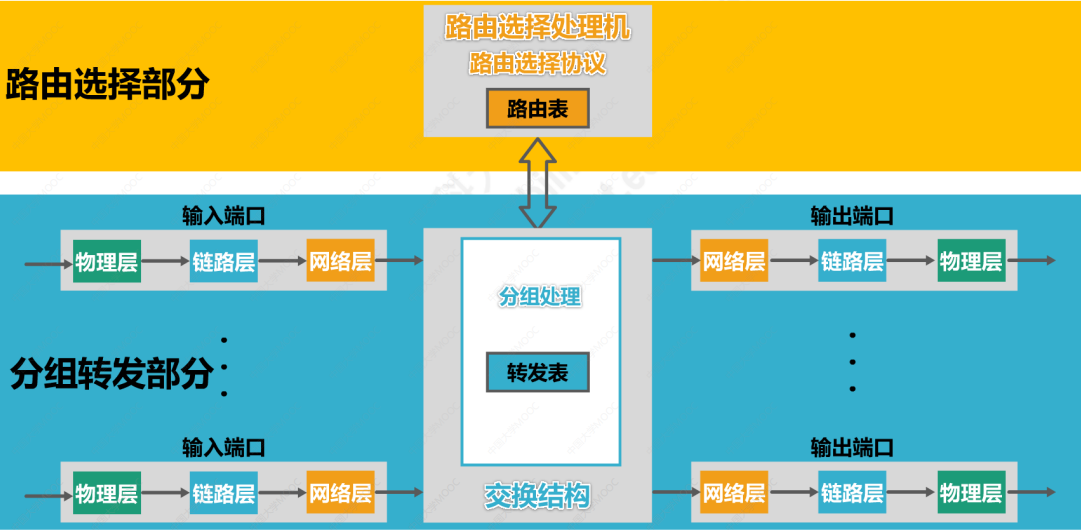 路由选择处理机
路由选择协议
路由选择部分
路由表
输入端口
输出端口
物理层 链路层 网络层
网络层 链路层 物理层
分组处理
分组转发部分
转发表
输入端口
输出端口
物理层 链路层 网络层
网络层 链路层 物理层
交换结构